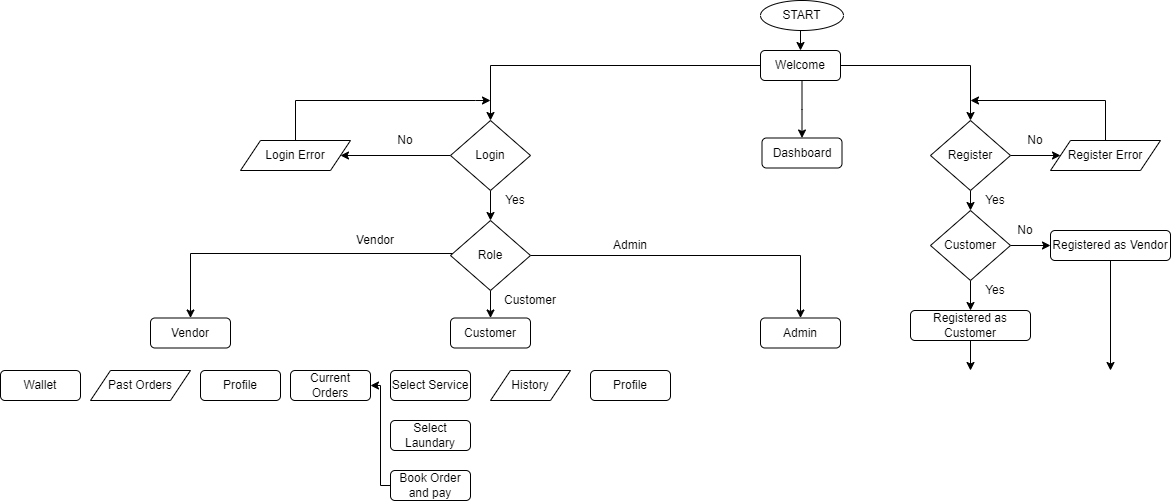 START
Welcome
No
Login Error
Login
Dashboard
Register
No
Register Error
Yes
Yes
Vendor
Role
Admin
Customer
No
Registered as Vendor
Customer
Yes
Vendor
Customer
Admin
Registered as
Customer
Wallet
Past Orders
Profile
Current
Orders
Select Service
History
Profile
Select
Laundary
Book Order
and pay